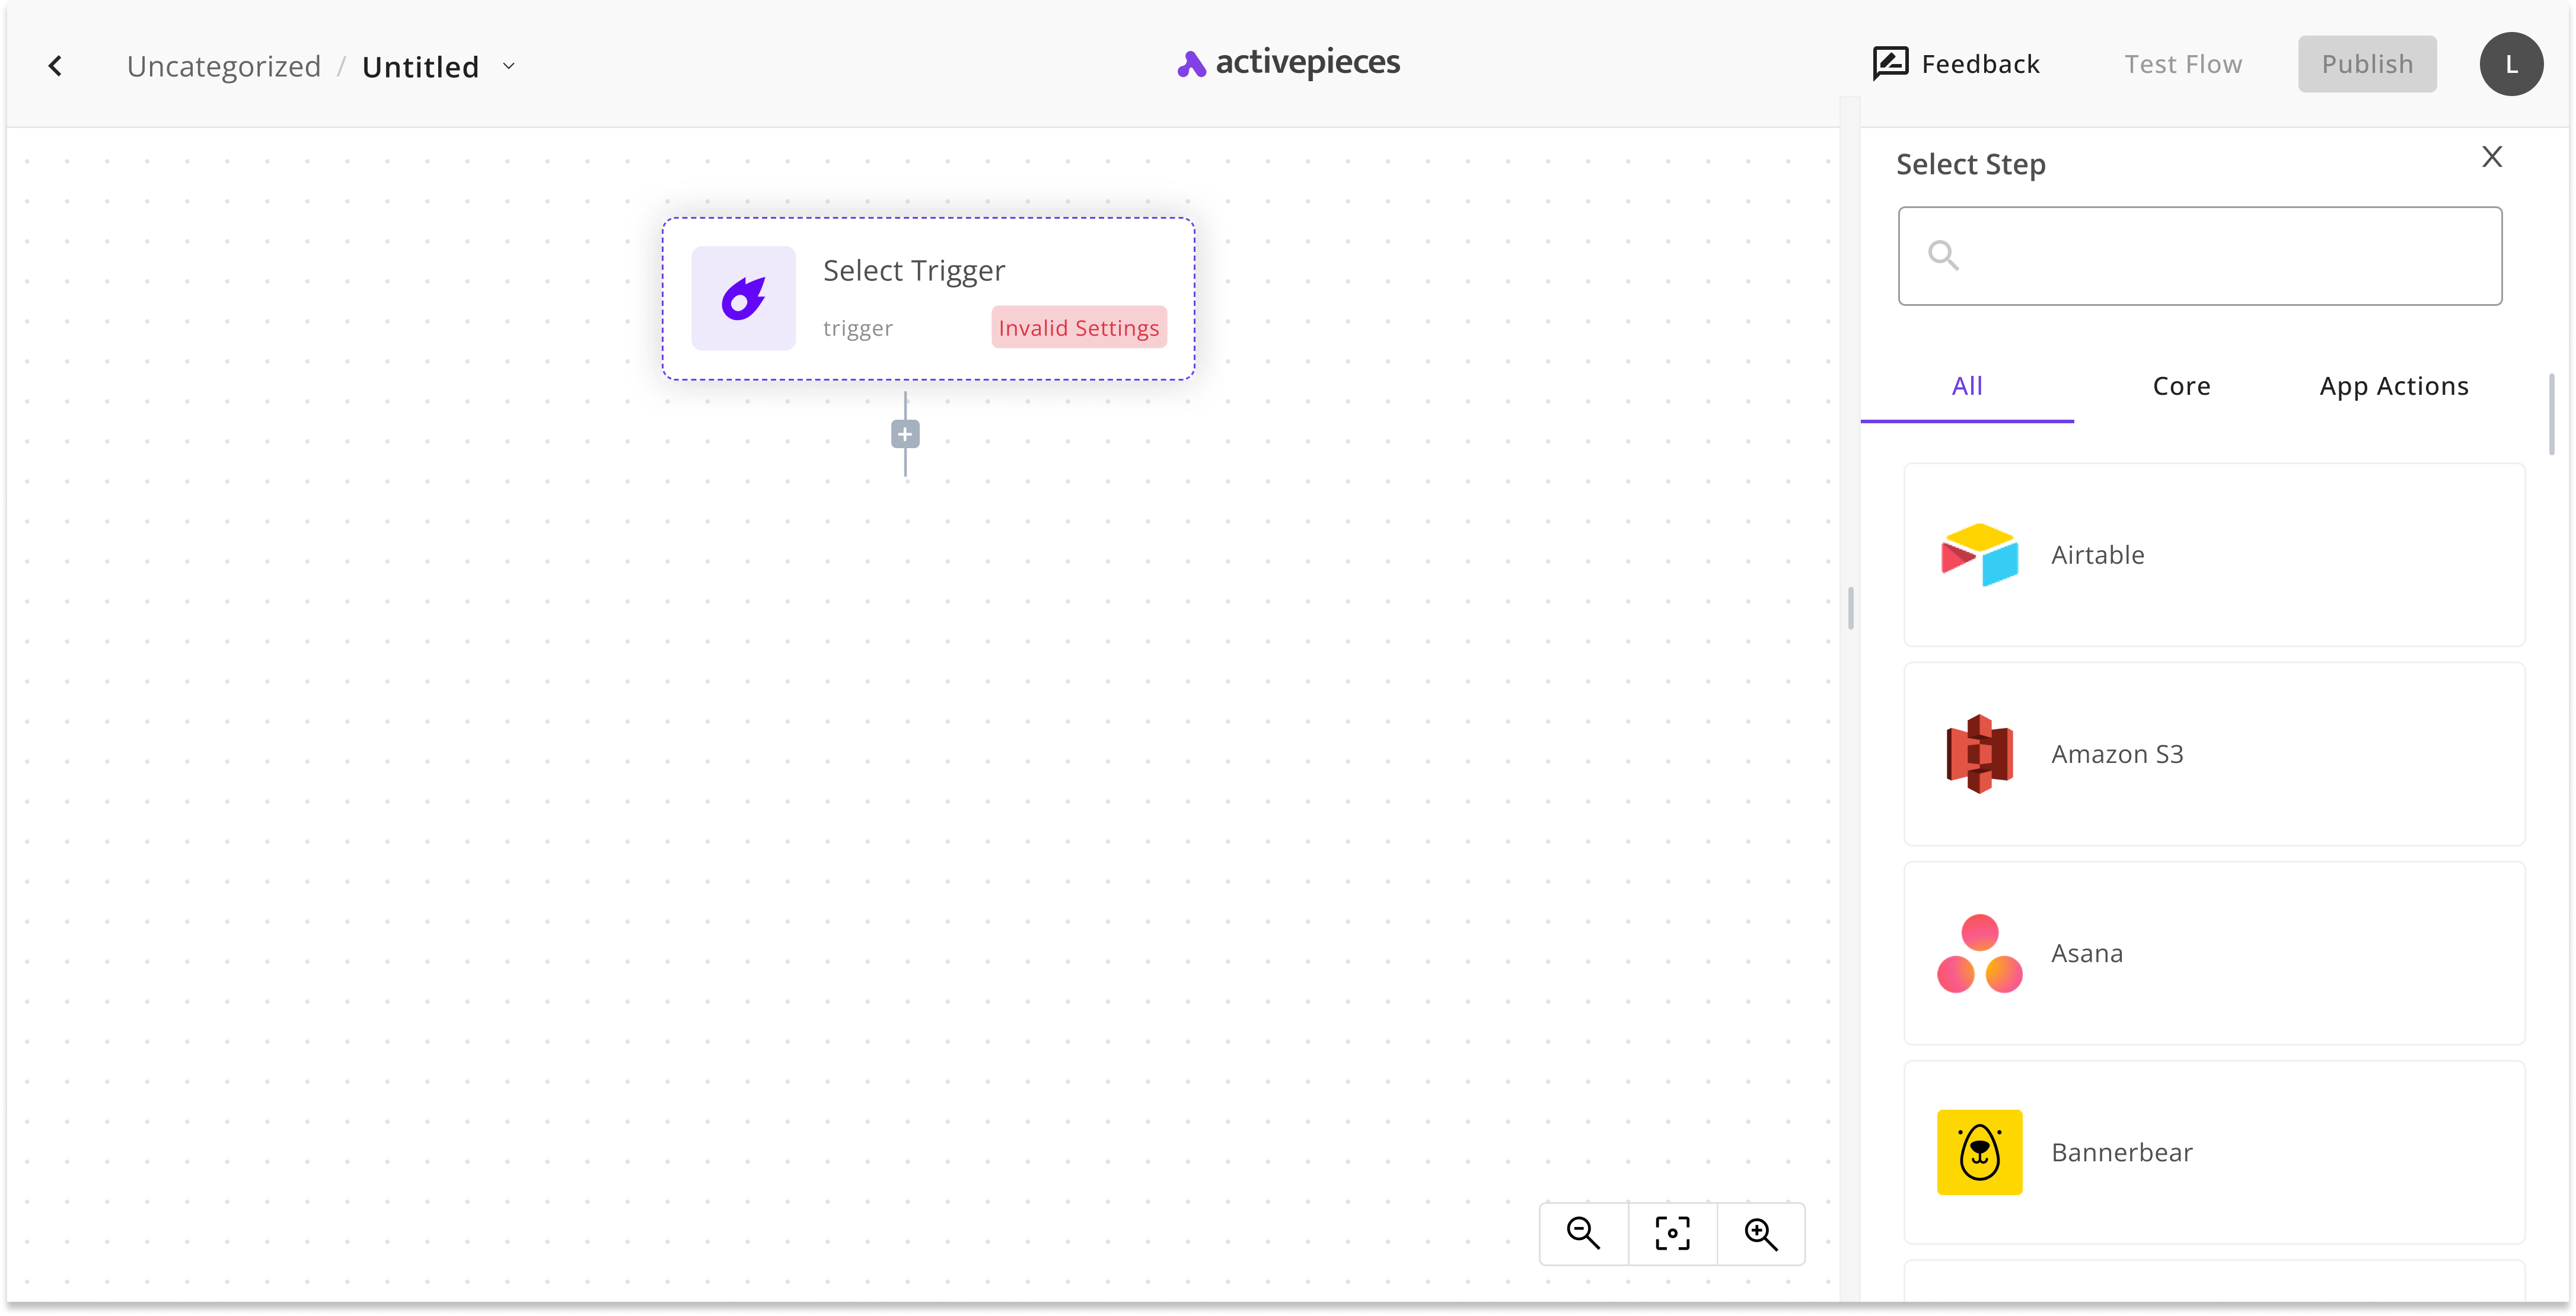 Uncategorized / Untitled
activepieces
Feedback
Test Flow
Publish
L
Select Trigger
trigger
Invalid Settings
Select Step
X
All
Core
App Actions
Airtable
Amazon S3
Asana
Bannerbear